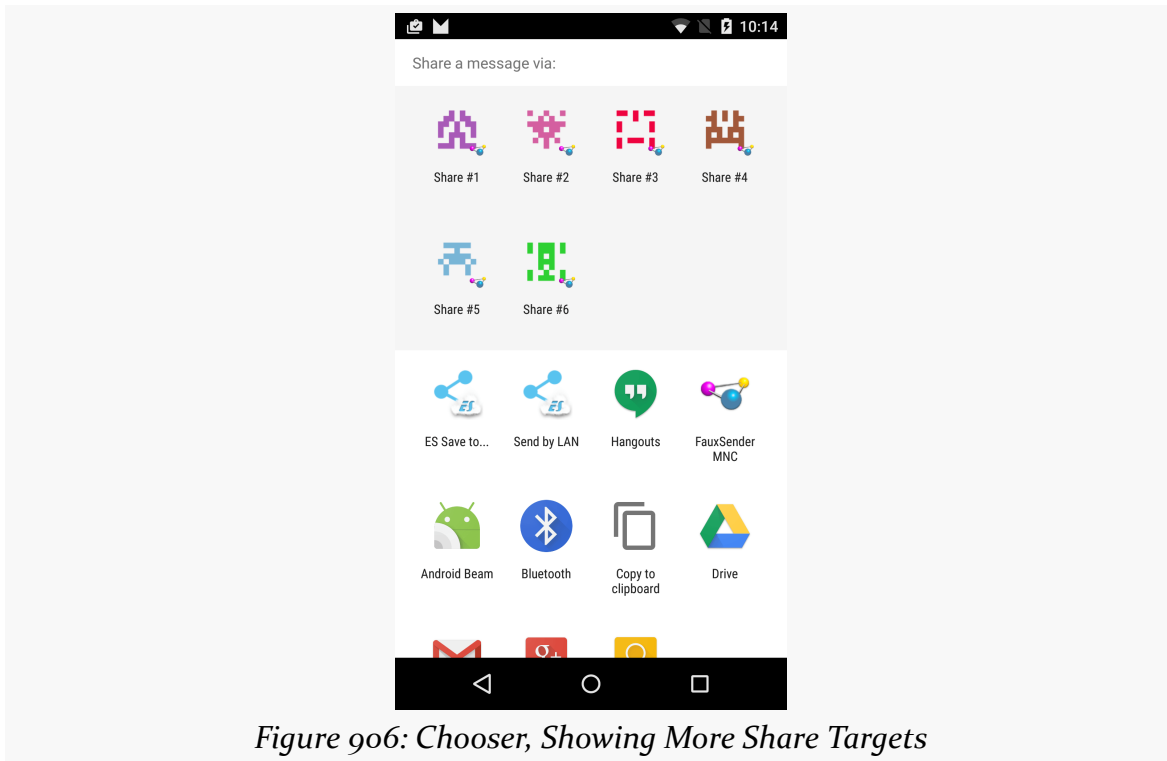 10:14
Share a message via:
Share #1 Share #2 Share #3 Share #4
Share #5 Share #6
ES ES
ES Save to... Send by LAN Hangouts FauxSender
MNC
Android Beam Bluetooth Copy to Drive
clipboard
g+
Figure 906: Chooser, Showing More Share Targets